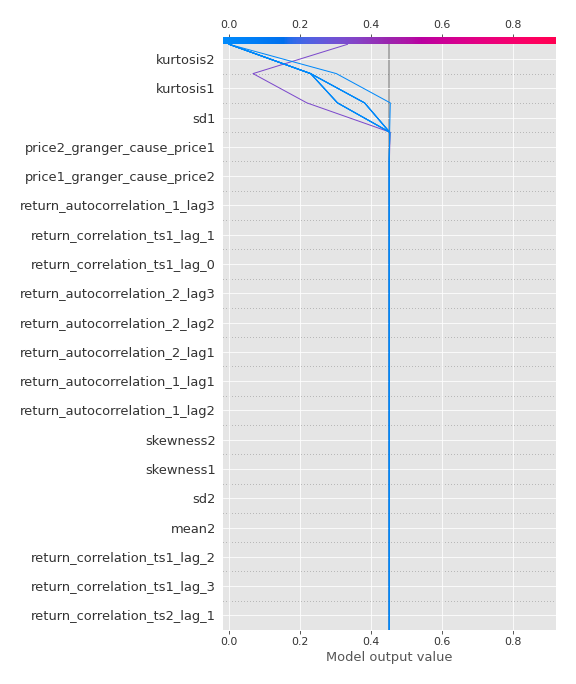 0.0 0.2 0.4 0.6 0.8
kurtosis2
kurtosis1
sd1
price2_granger_cause_price1
price1_granger_cause_price2
return_autocorrelation_1_lag3
return_correlation_ts1_lag_1
return_correlation_ts1_lag_0
return_autocorrelation_2_lag3
return_autocorrelation_2_lag2
return_autocorrelation_2_lag1
return_autocorrelation_1_lag1
return_autocorrelation_1_lag2
skewness2
skewness1
sd2
mean2
return_correlation_ts1_lag_2
return_correlation_ts1_lag_3
return_correlation_ts2_lag_1
0.0 0.2 0.4 0.6 0.8
Model output value